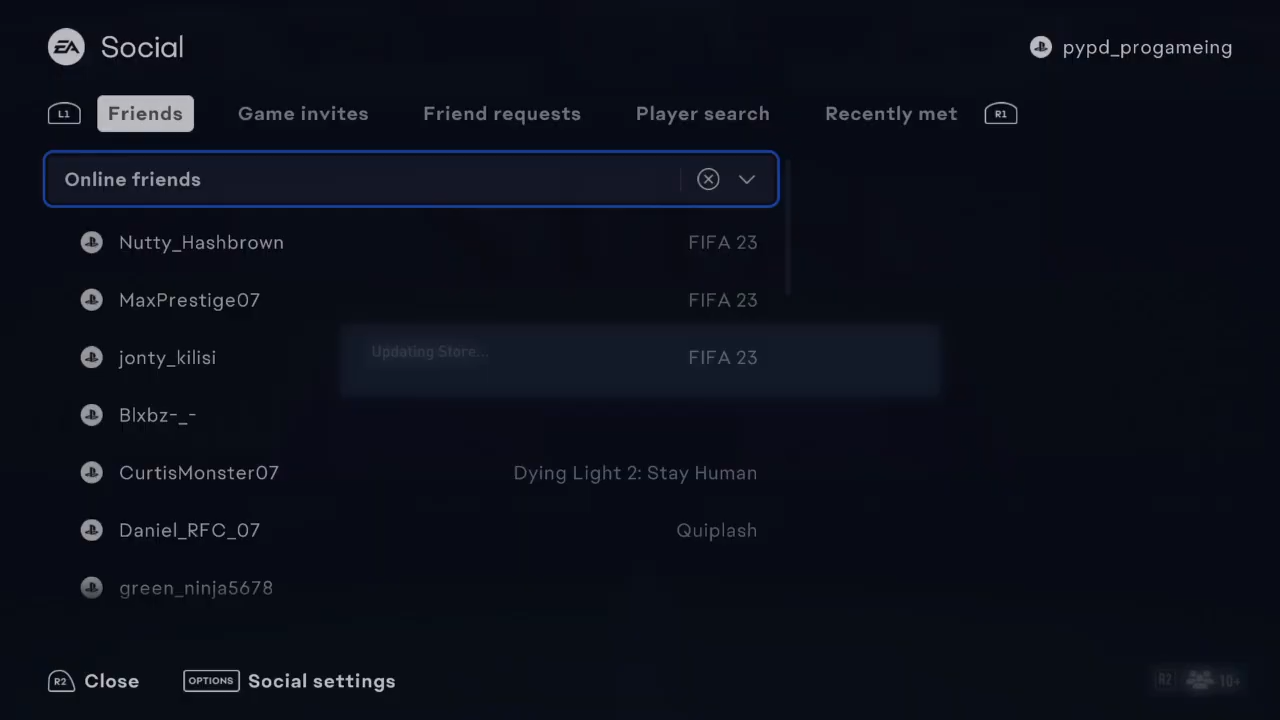 EA Social
pypd_progameing
L1 Friends Game invites Friend requests Player search Recently met R1
Online friends
Nutty_Hashbrown FIFA 23
MaxPrestige07 FIFA 23
Updating Store...
jonty_kilisi FIFA 23
Blxbz-_-
CurtisMonster07 Dying Light 2: Stay Human
Daniel_RFC_07 Quiplash
green_ninja5678
R2 Close OPTIONS Social settings R2 10+